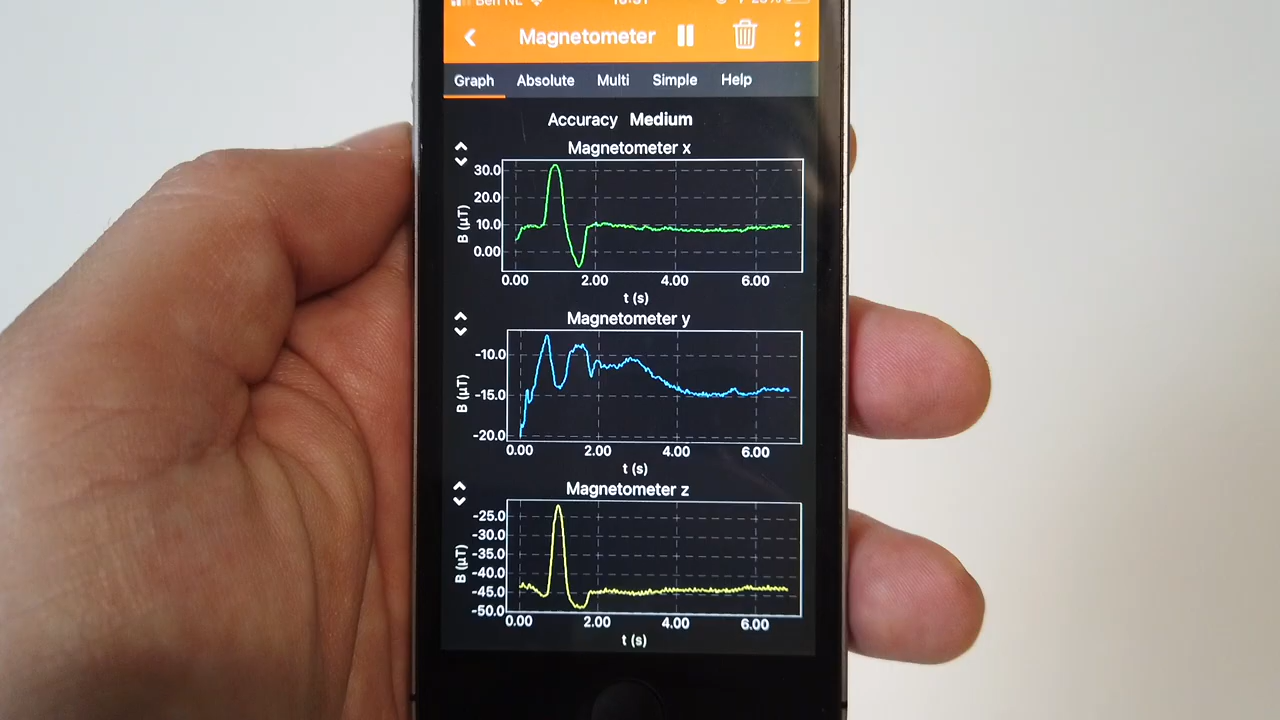 Ben NL
Magnetometer
Graph Absolute Multi Simple Help
Accuracy Medium
Magnetometer x
30.0
20.0
10.0
0.00
B (µT)
0.00 2.00 4.00 6.00
t (s)
Magnetometer y
-10.0
-15.0
-20.0
B (µT)
0.00 2.00 4.00 6.00
t (s)
Magnetometer z
-25.0
-30.0
-35.0
-40.0
-45.0
-50.0
B (µT)
0.00 2.00 4.00 6.00
t (s)